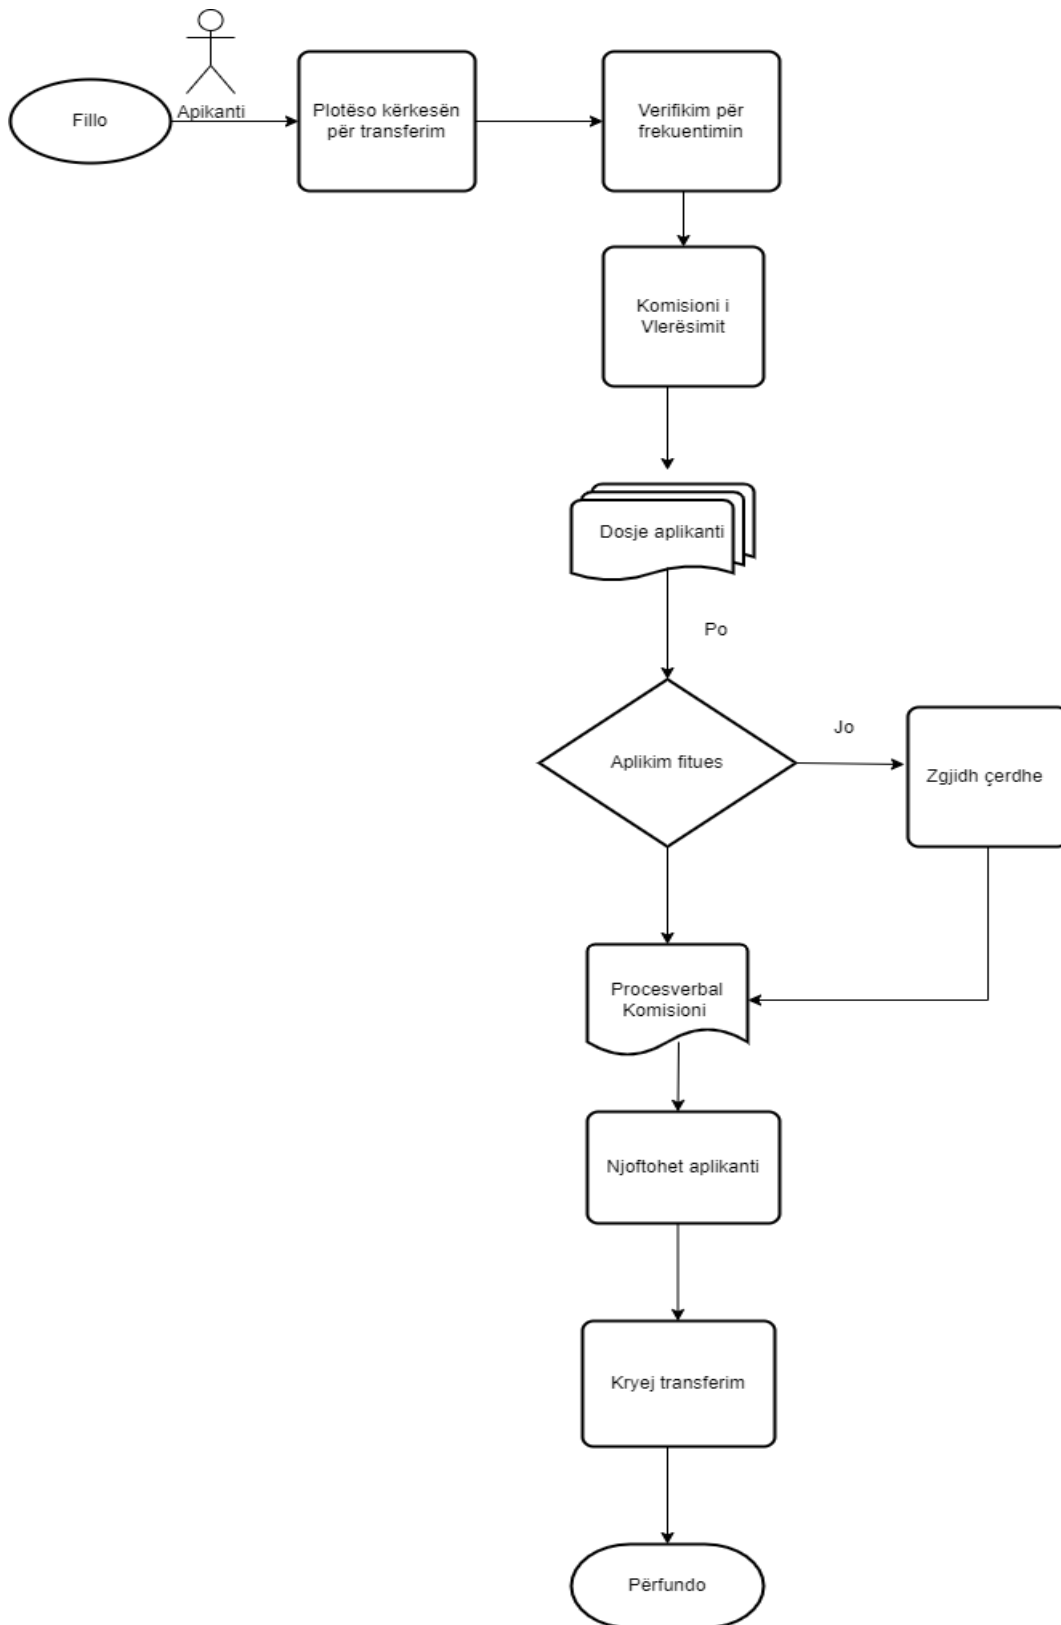 Fillo
Apikanti
Plotëso kërkesën
për transferim
Verifikim për
frekuentimin
Komisioni i
Vlerësimit
Dosje aplikanti
Po
Aplikim fitues
Jo
Zgjidh çerdhe
Procesverbal
Komisioni
Njoftohet aplikanti
Kryej transferim
Përfundo